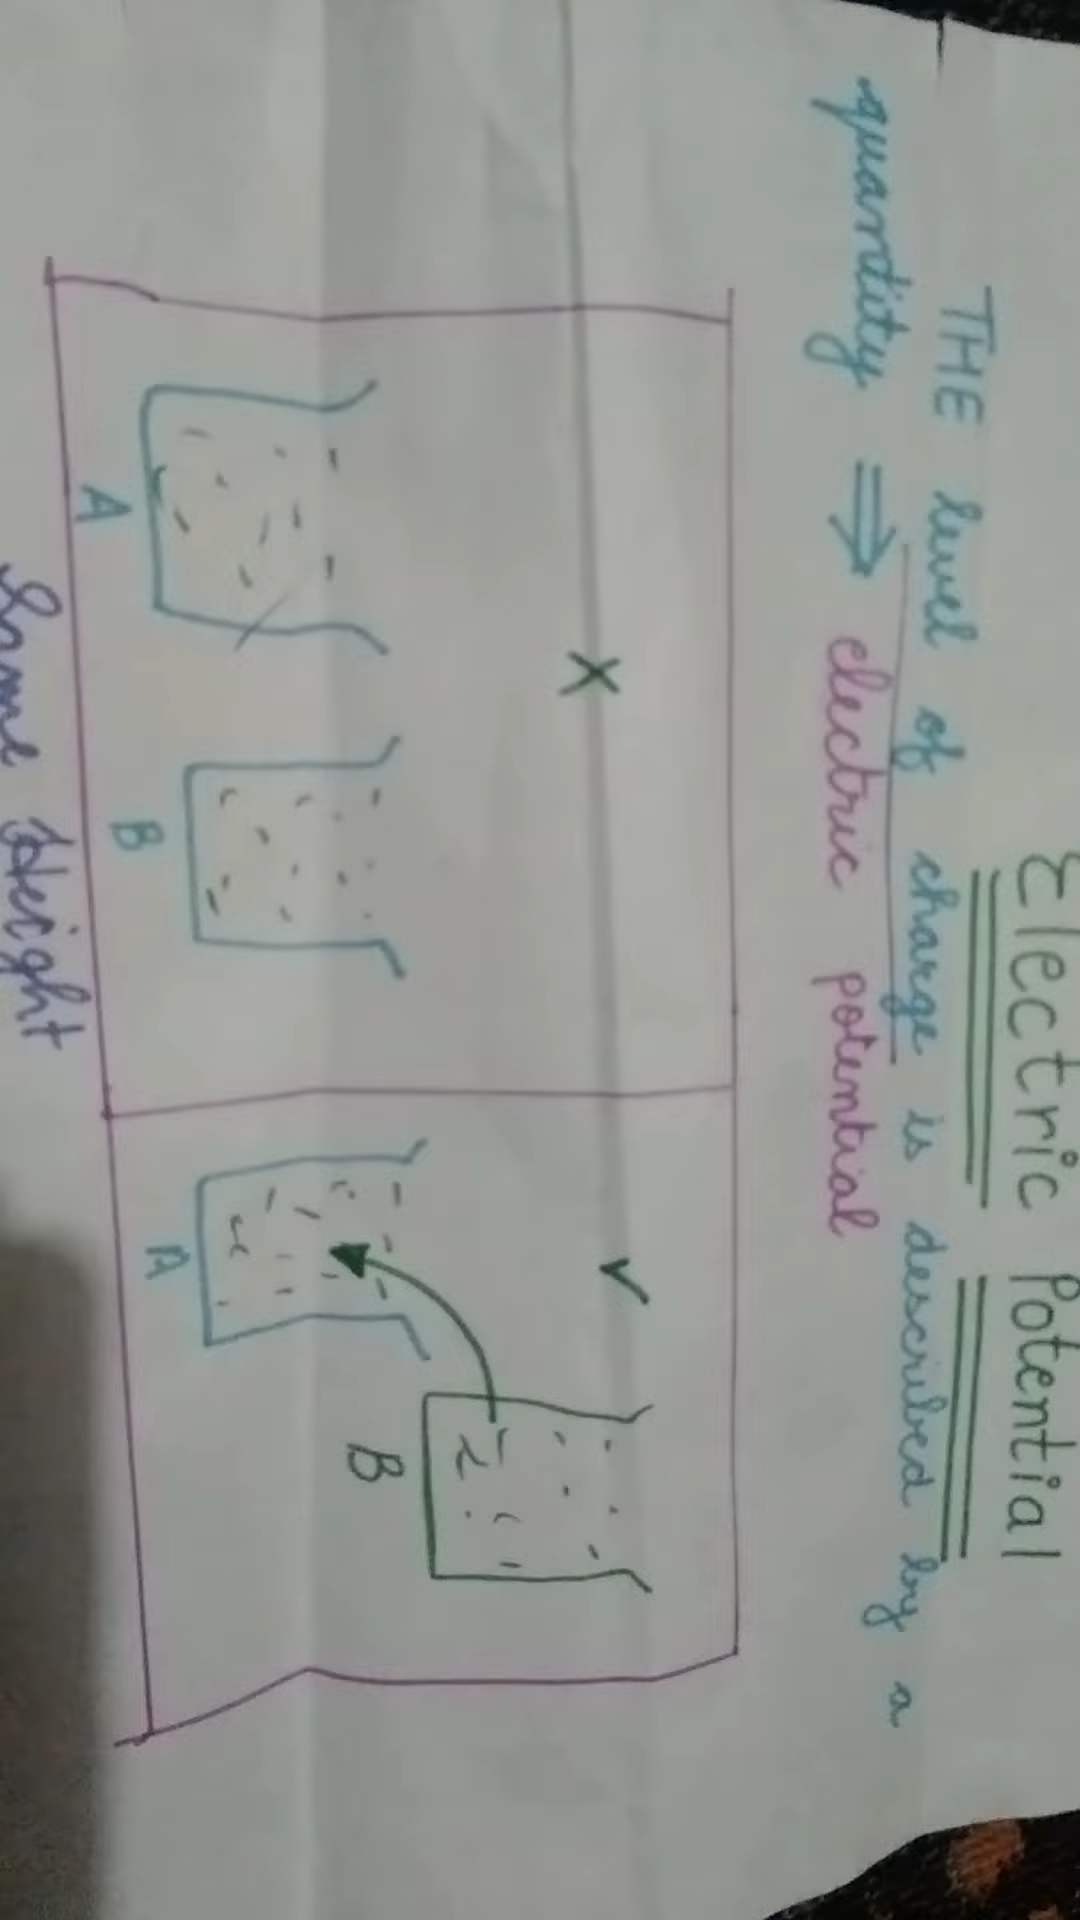 Electric Potential
THE level of charge is described by a
quantity ⇒ electric potential
X ✓
A B A B
Same Height